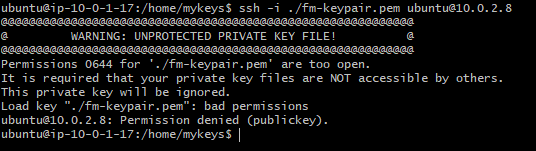 ubuntu@ip-10-0-1-17:/home/mykeys$ ssh -i ./fm-keypair.pem ubuntu@10.0.2.8
@@@@@@@@@@@@@@@@@@@@@@@@@@@@@@@@@@@@@@@@@@@@@@@@@@@@@@@@@@@
@         WARNING: UNPROTECTED PRIVATE KEY FILE!          @
@@@@@@@@@@@@@@@@@@@@@@@@@@@@@@@@@@@@@@@@@@@@@@@@@@@@@@@@@@@
Permissions 0644 for './fm-keypair.pem' are too open.
It is required that your private key files are NOT accessible by others.
This private key will be ignored.
Load key "./fm-keypair.pem": bad permissions
ubuntu@10.0.2.8: Permission denied (publickey).
ubuntu@ip-10-0-1-17:/home/mykeys$